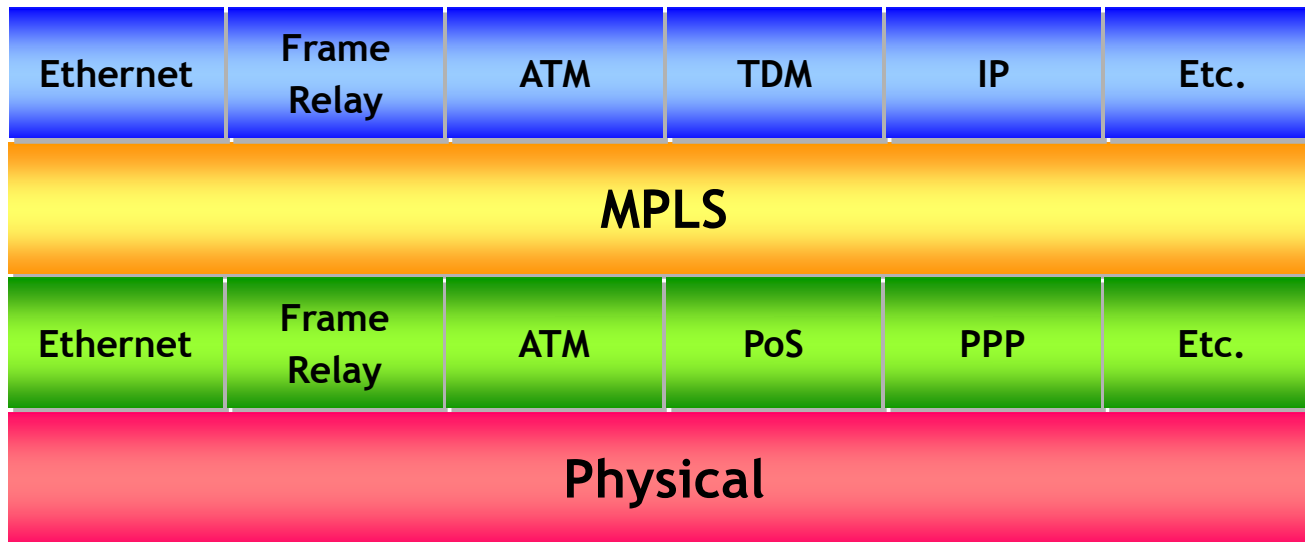 Ethernet
Frame
Relay
ATM
TDM
IP
Etc.
MPLS
Ethernet
Frame
Relay
ATM
PoS
PPP
Etc.
Physical